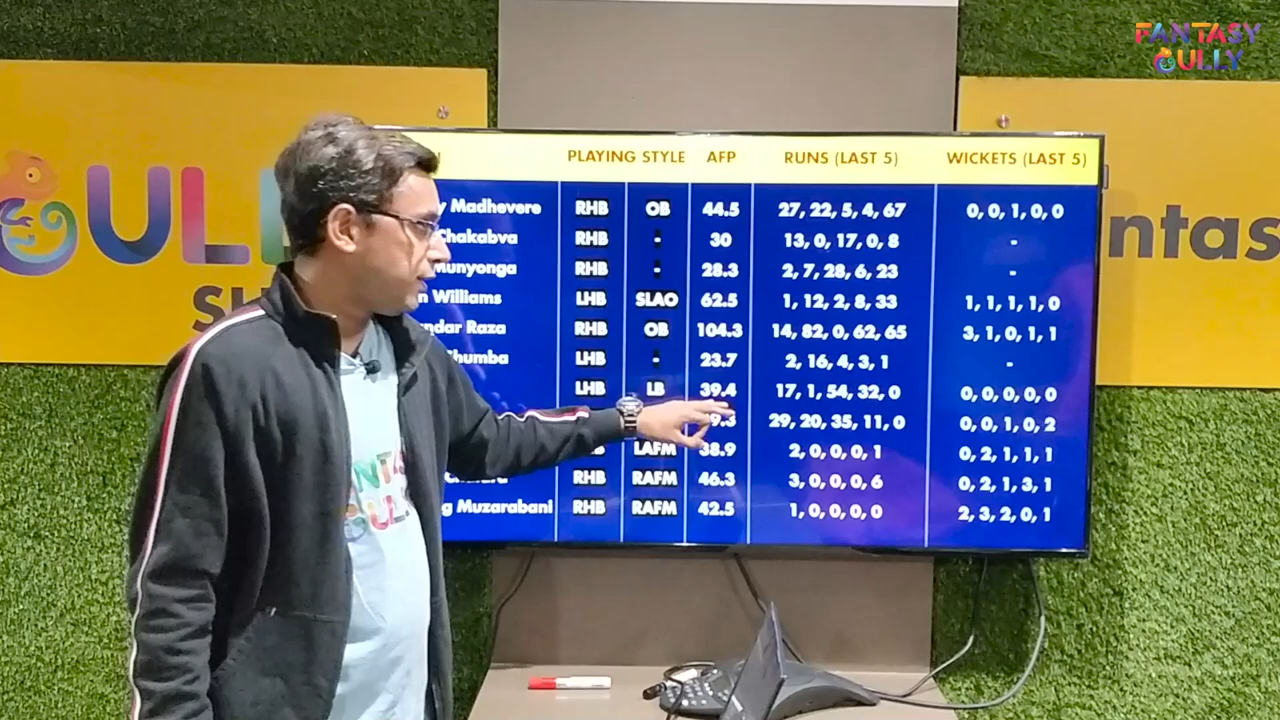 FANTASY
GULLY
ULL
SH
ntas
PLAYING STYLE AFP RUNS (LAST 5) WICKETS (LAST 5)
y Madhevere RHB OB 44.5 27, 22, 5, 4, 67 0, 0, 1, 0, 0
Chakabva RHB - 30 13, 0, 17, 0, 8 -
Munyonga RHB - 28.3 2, 7, 28, 6, 23 -
n Williams LHB SLAO 62.5 1, 12, 2, 8, 33 1, 1, 1, 1, 0
ndar Raza RHB OB 104.3 14, 82, 0, 62, 65 3, 1, 0, 1, 1
humba LHB - 23.7 2, 16, 4, 3, 1 -
LHB LB 39.4 17, 1, 54, 32, 0 0, 0, 0, 0, 0
9.3 29, 20, 35, 11, 0 0, 0, 1, 0, 2
LAFM 38.9 2, 0, 0, 0, 1 0, 2, 1, 1, 1
RHB RAFM 46.3 3, 0, 0, 0, 6 0, 2, 1, 3, 1
g Muzarabani RHB RAFM 42.5 1, 0, 0, 0, 0 2, 3, 2, 0, 1